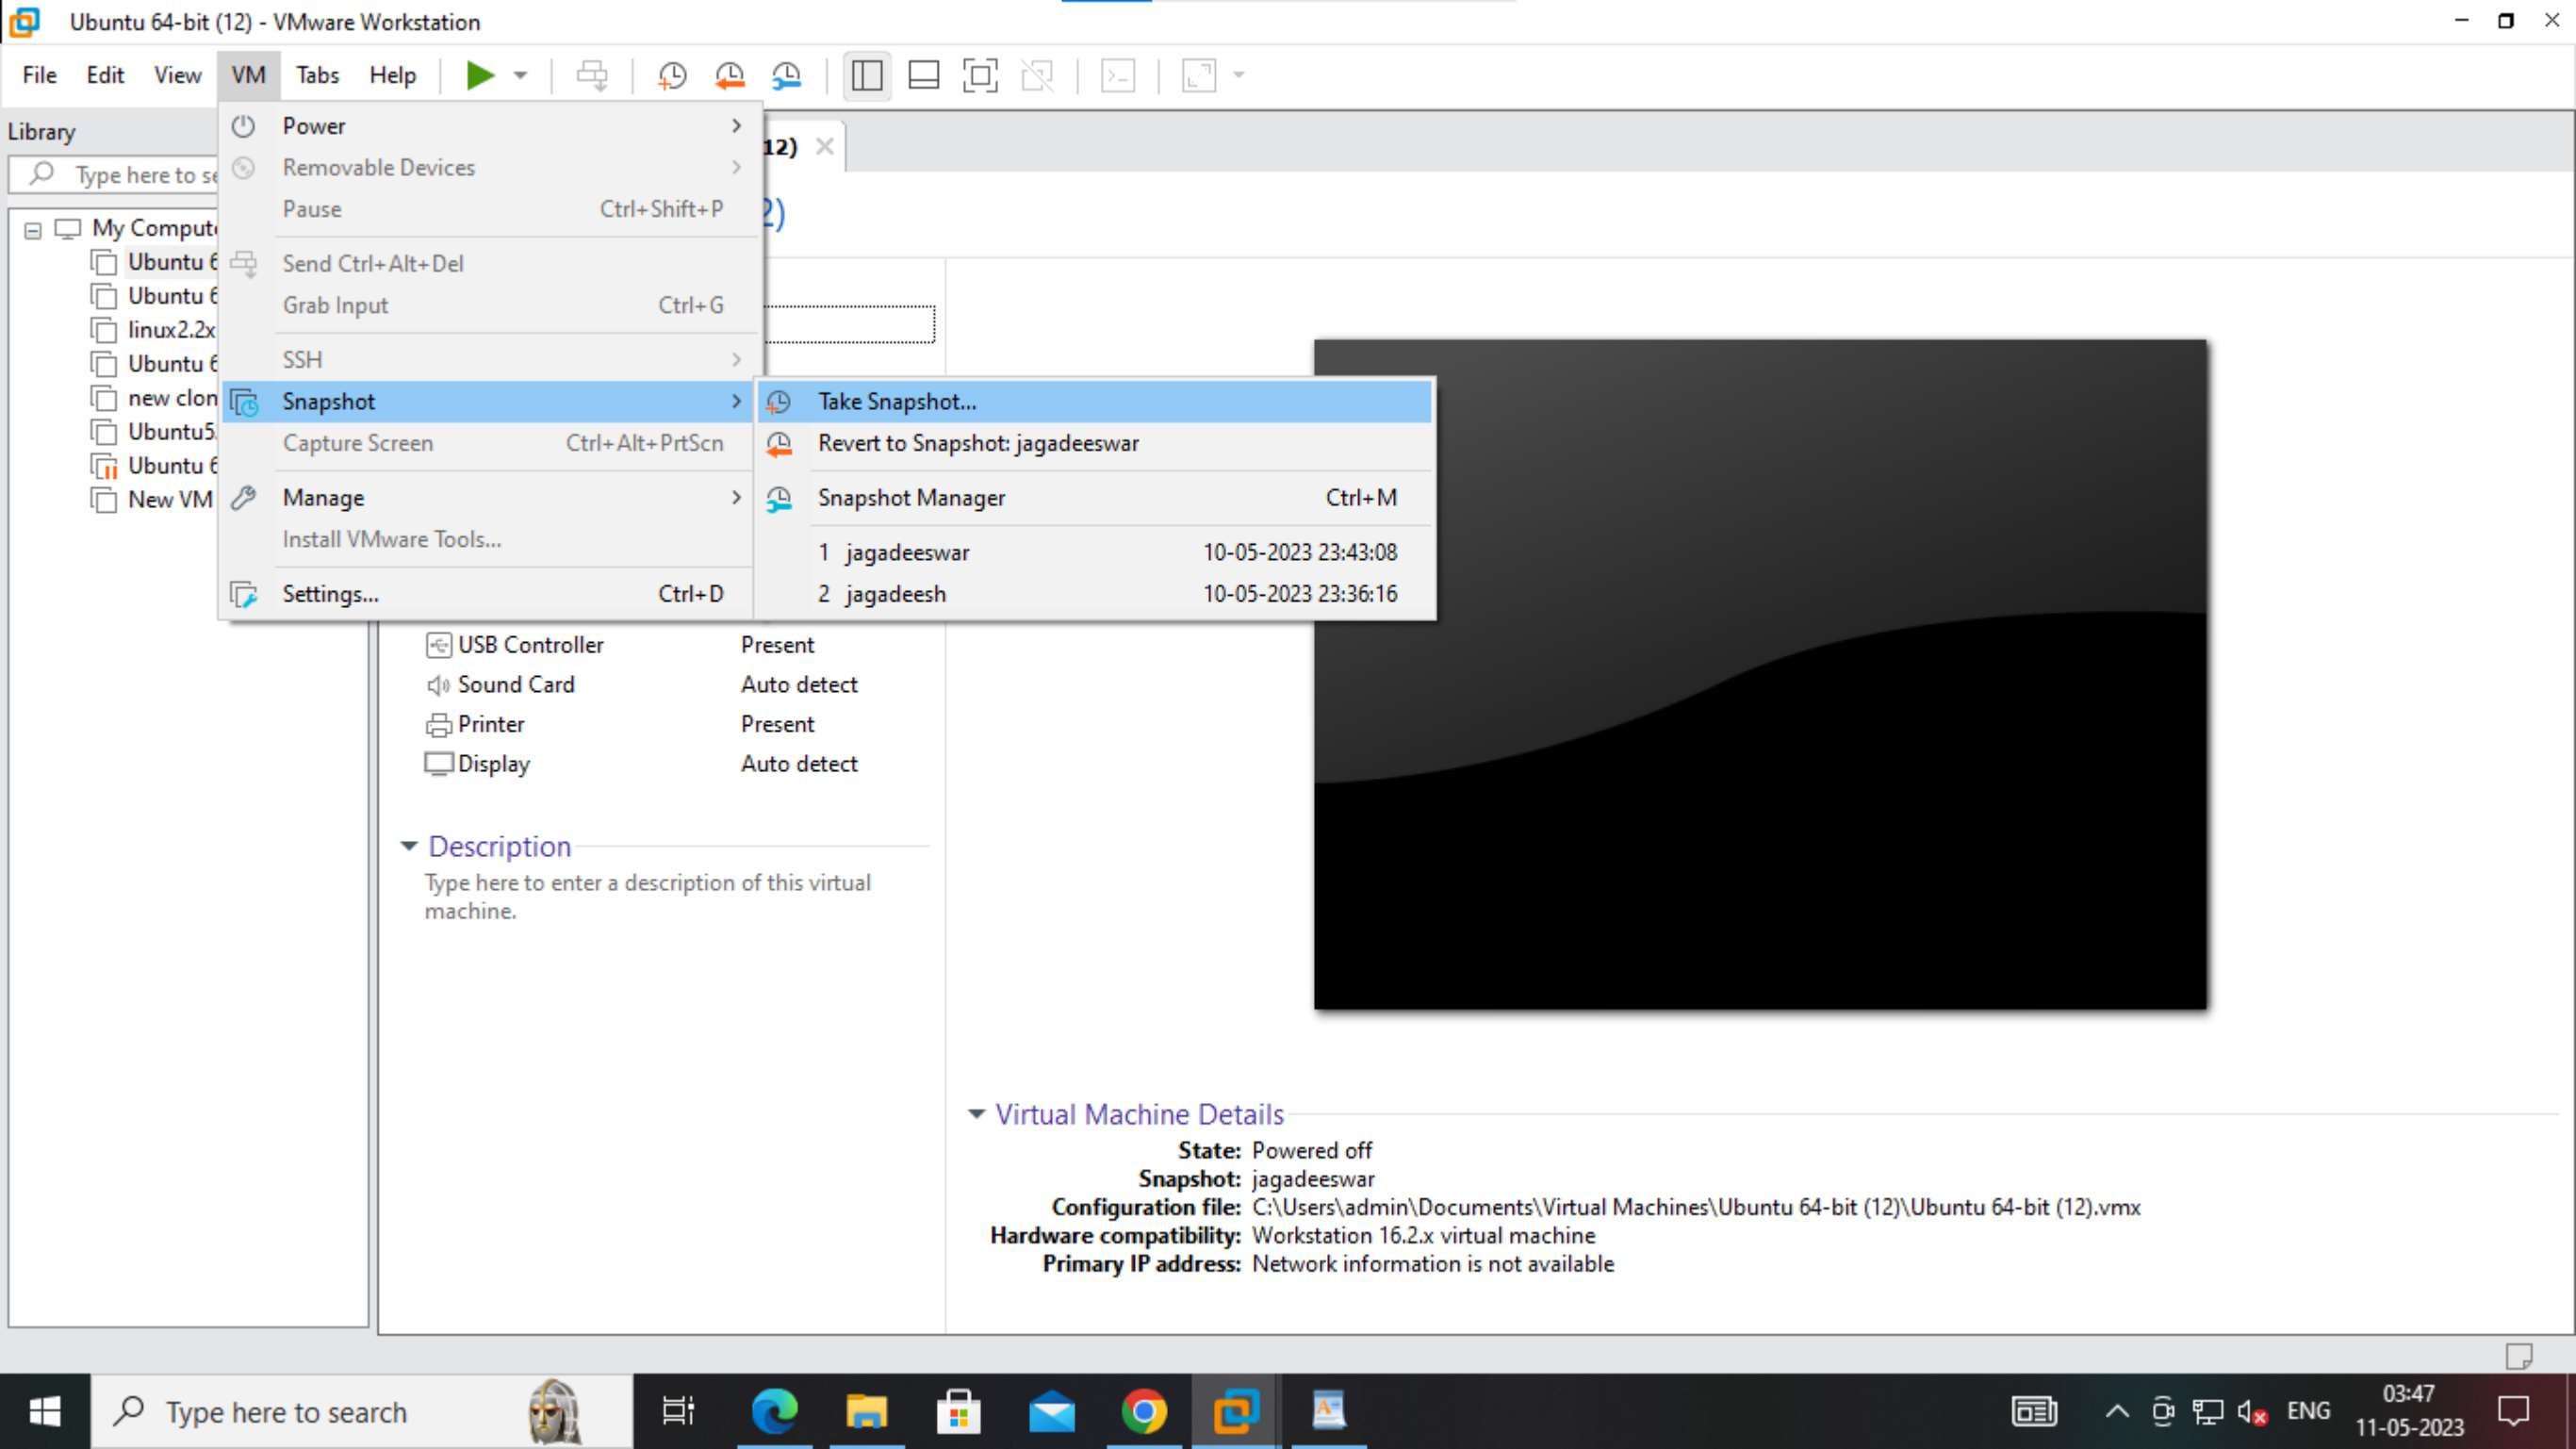 Ubuntu 64-bit (12) - VMware Workstation
File Edit View VM Tabs Help
Library
Type here to se
My Compute
Ubuntu 6
Ubuntu 6
linux2.2x
Ubuntu 6
new clon
Ubuntu5.
Ubuntu 6
New VM
Power
Removable Devices
Pause Ctrl+Shift+P
Send Ctrl+Alt+Del
Grab Input Ctrl+G
SSH
Snapshot
Capture Screen Ctrl+Alt+PrtScn
Manage
Install VMware Tools...
Settings... Ctrl+D
12)
2)
Take Snapshot...
Revert to Snapshot: jagadeeswar
Snapshot Manager Ctrl+M
1 jagadeeswar 10-05-2023 23:43:08
2 jagadeesh 10-05-2023 23:36:16
USB Controller Present
Sound Card Auto detect
Printer Present
Display Auto detect
Description
Type here to enter a description of this virtual
machine.
Virtual Machine Details
State: Powered off
Snapshot: jagadeeswar
Configuration file: C:\Users\admin\Documents\Virtual Machines\Ubuntu 64-bit (12)\Ubuntu 64-bit (12).vmx
Hardware compatibility: Workstation 16.2.x virtual machine
Primary IP address: Network information is not available
Type here to search
ENG
03:47
11-05-2023